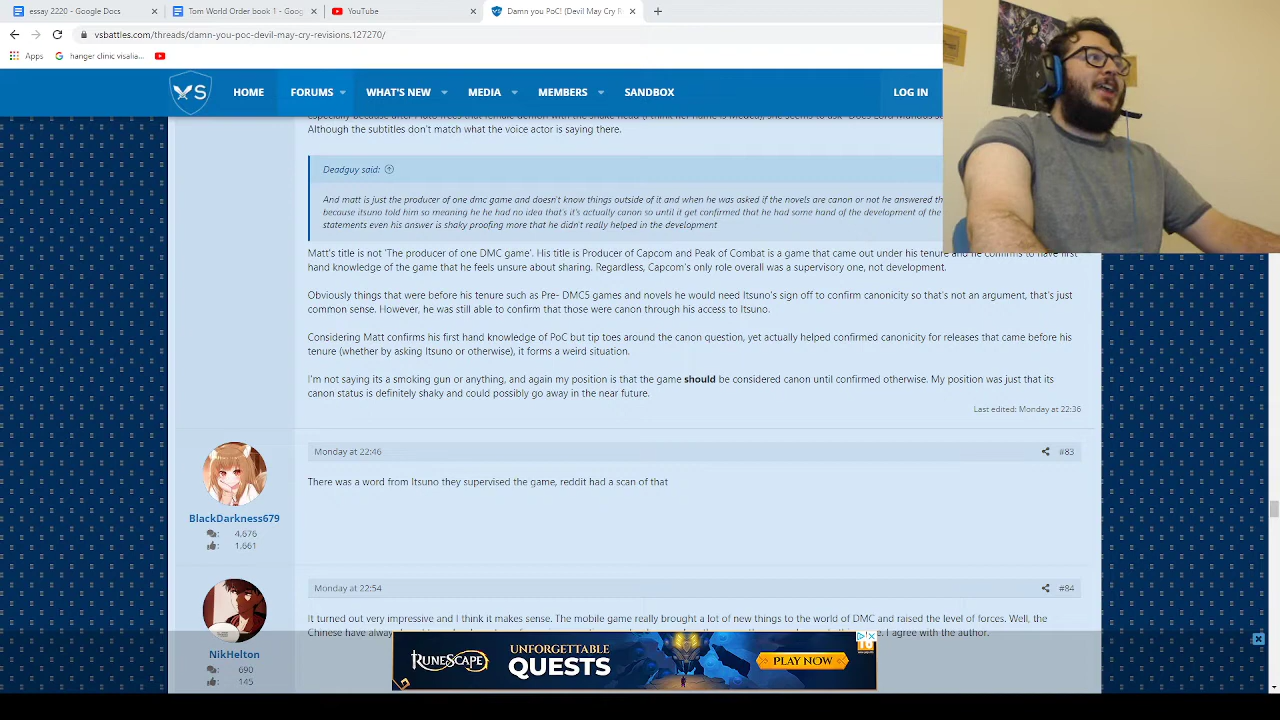 essay 2220 - Google Docs
Tom World Order book 1 - Goog
YouTube
Damn you PoC! (Devil May Cry R
vsbattles.com/threads/damn-you-poc-devil-may-cry-revisions.127270/
Apps
hanger clinic visalia...
VS
HOME
FORUMS
WHAT'S NEW
MEDIA
MEMBERS
SANDBOX
LOG IN
Although the subtitles don't match what the voice actor is saying there.
Deadguy said:
And matt is just the producer of one dmc game and doesn't know things outside of it and when he was asked if the novels are canon or not he answered th
because itsuno told him so meaning he he had no idea that's it's actually canon so until it get confirmed that he had some hand of the development of the
statements even his answer is shaky proofing more that he didn't really helped in the development
Matt's title is not 'The producer of one DMC game'. His title is Producer of Capcom and Peak of Combat is a game that came out under his tenure and he confirms to have first
hand knowledge of the game that he feels unsure about sharing. Regardless, Capcom's only role overall was a supervisory one, not development.
Obviously things that were before his tenure such as Pre- DMC5 games and novels he would need Itsuno's sign off to confirm canonicity so that's not an argument, that's just
common sense. However, he was still able to confirm that those were canon through his access to Itsuno.
Considering Matt confirms his first hand knowledge of PoC but tip toes around the canon question, yet actually helped confirmed canonicity for releases that came before his
tenure (whether by asking Itsuno or otherwise), it forms a weird situation.
I'm not saying its a smoking gun or anything, and again my position is that the game should be considered canon until confirmed otherwise. My position was just that its
canon status is definitely shaky and could possibly go away in the near future.
Last edited: Monday at 22:36
Monday at 22:46
#83
There was a word from Itsuno they supervised the game, reddit had a scan of that
BlackDarkness679
4,676
1,661
Monday at 22:54
#84
It turned out very impressive and I think it makes sense. The mobile game really brought a lot of new things to the world of DMC and raised the level of forces. Well, the
Chinese have alway
I agree with the author.
NikHelton
690
145
RUNESCAPE
UNFORGETTABLE
QUESTS
PLAY NOW